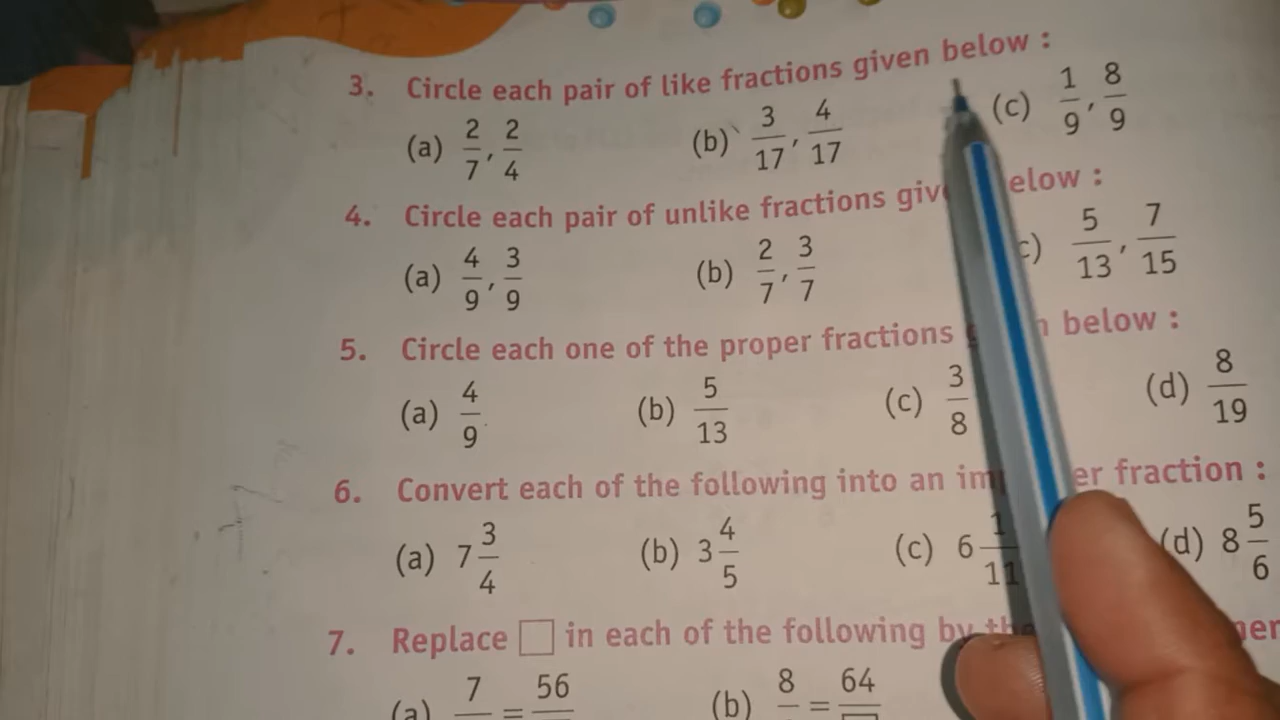 3. Circle each pair of like fractions given below :
(a) 2/7, 2/4 (b) 3/17, 4/17 (c) 1/9, 8/9
4. Circle each pair of unlike fractions below :
(a) 4/9, 3/9 (b) 2/7, 3/7 5/13, 7/15
5. Circle each one of the proper fractions below :
(a) 4/9 (b) 5/13 (c) 3/8 (d) 8/19
6. Convert each of the following into an fraction :
(a) 7 3/4 (b) 3 4/5 (c) 6 1/11 (d) 8 5/6
7. Replace □ in each of the following by
(a) 7 = 56 (b) 8 = 64